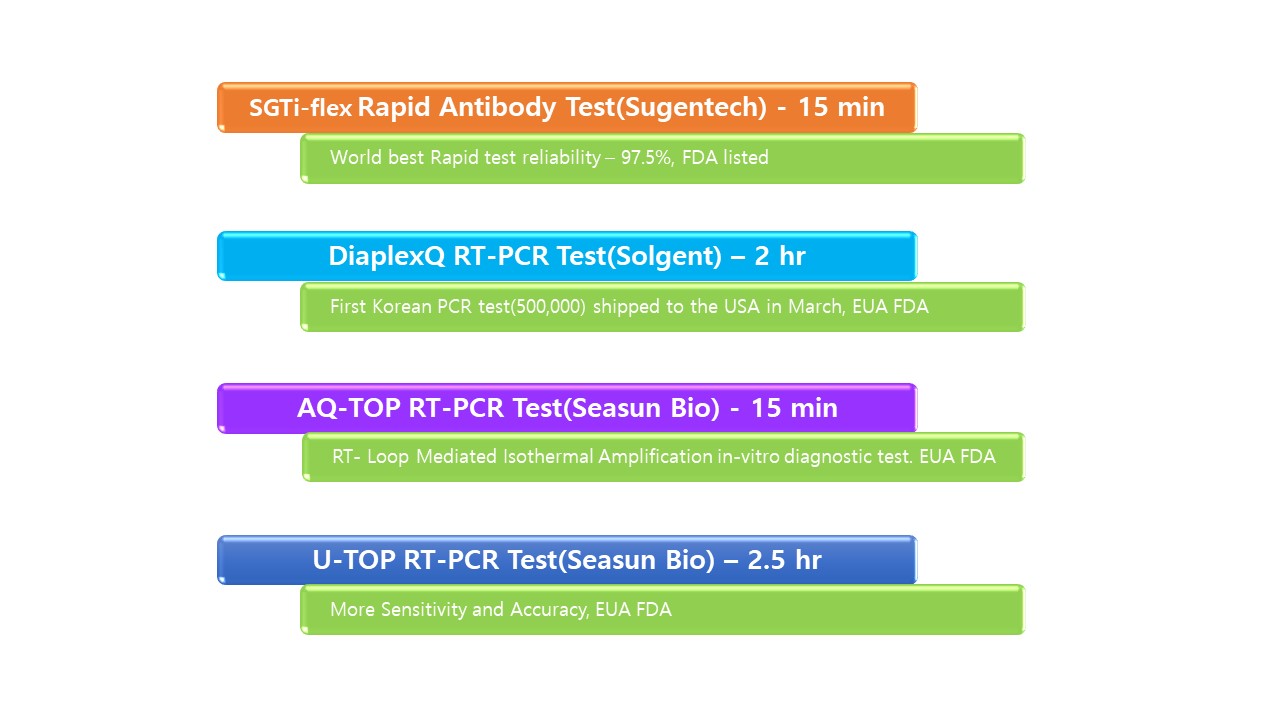 SGTi-flex Rapid Antibody Test(Sugentech) - 15 min
World best Rapid test reliability – 97.5%, FDA listed
DiaplexQ RT-PCR Test(Solgent) – 2 hr
First Korean PCR test(500,000) shipped to the USA in March, EUA FDA
AQ-TOP RT-PCR Test(Seasun Bio) - 15 min
RT- Loop Mediated Isothermal Amplification in-vitro diagnostic test. EUA FDA
U-TOP RT-PCR Test(Seasun Bio) – 2.5 hr
More Sensitivity and Accuracy, EUA FDA